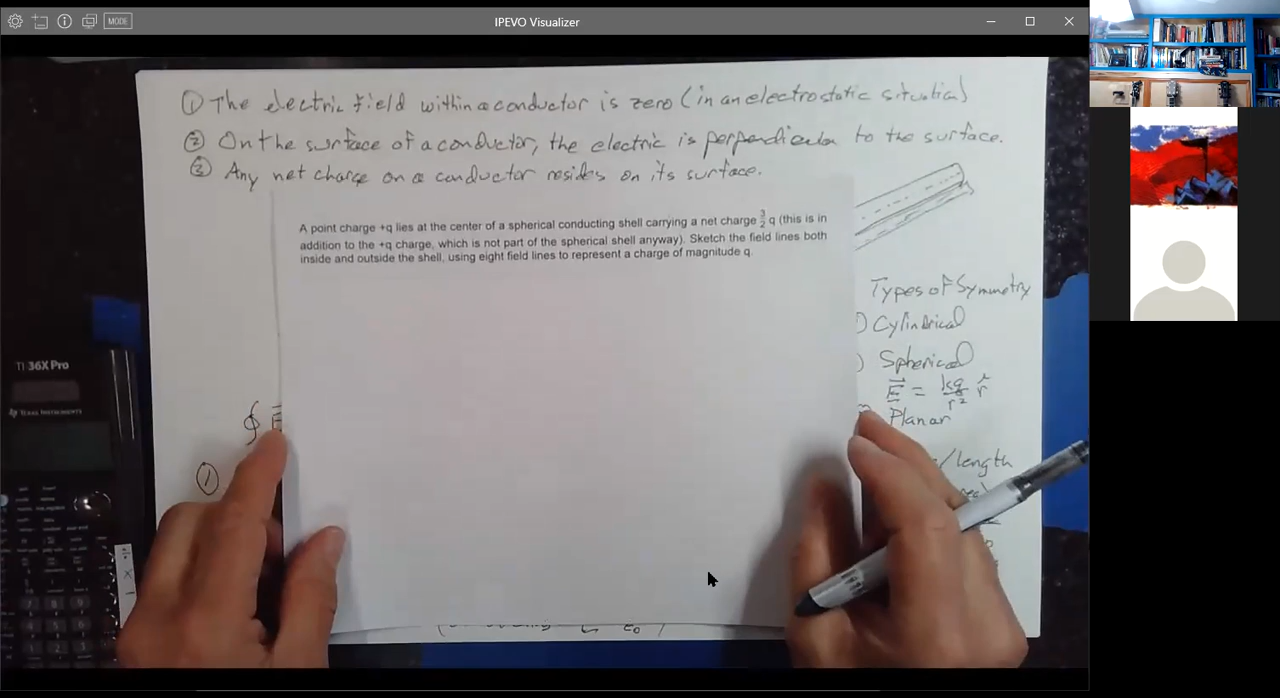 IPEVO Visualizer
MODE
① The electric field within a conductor is zero (in an electrostatic situation)
② On the surface of a conductor, the electric is perpendicular to the surface.
③ Any net charge on a conductor resides on its surface.
A point charge +q lies at the center of a spherical conducting shell carrying a net charge 3/2 q (this is in
addition to the +q charge, which is not part of the spherical shell anyway). Sketch the field lines both
inside and outside the shell, using eight field lines to represent a charge of magnitude q
Types of Symmetry
) Cylindrical
) Spherical
E⃗ = kq/r² r̂
Planar
/length
TI-36X Pro
TEXAS INSTRUMENTS
∮ E
①
ε₀ )